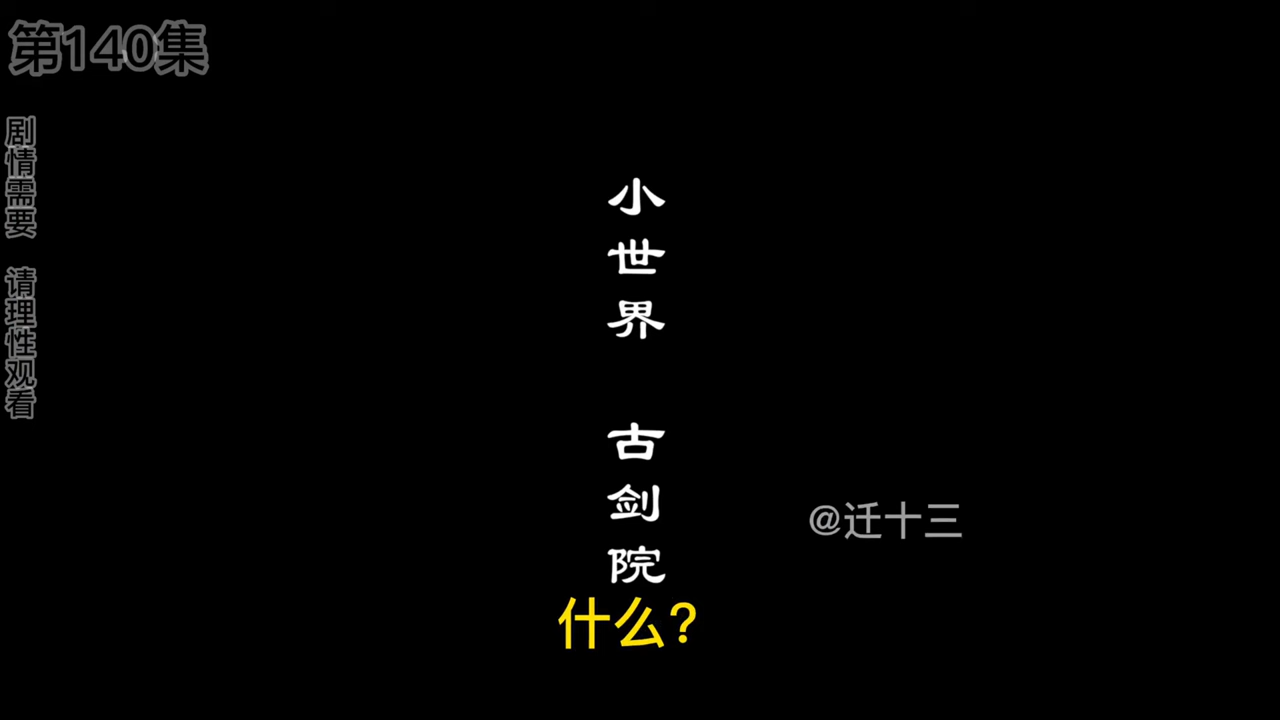 第140集
剧情需要 请理性观看
小世界 古剑院
@迁十三
什么?